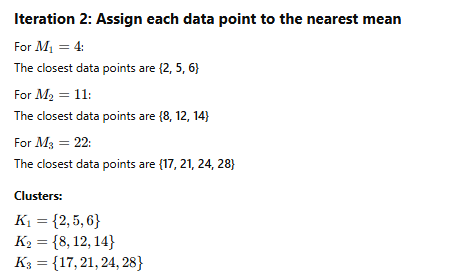 Iteration 2: Assign each data point to the nearest mean
For M₁ = 4:
The closest data points are {2, 5, 6}
For M₂ = 11:
The closest data points are {8, 12, 14}
For M₃ = 22:
The closest data points are {17, 21, 24, 28}
Clusters:
K₁ = {2, 5, 6}
K₂ = {8, 12, 14}
K₃ = {17, 21, 24, 28}